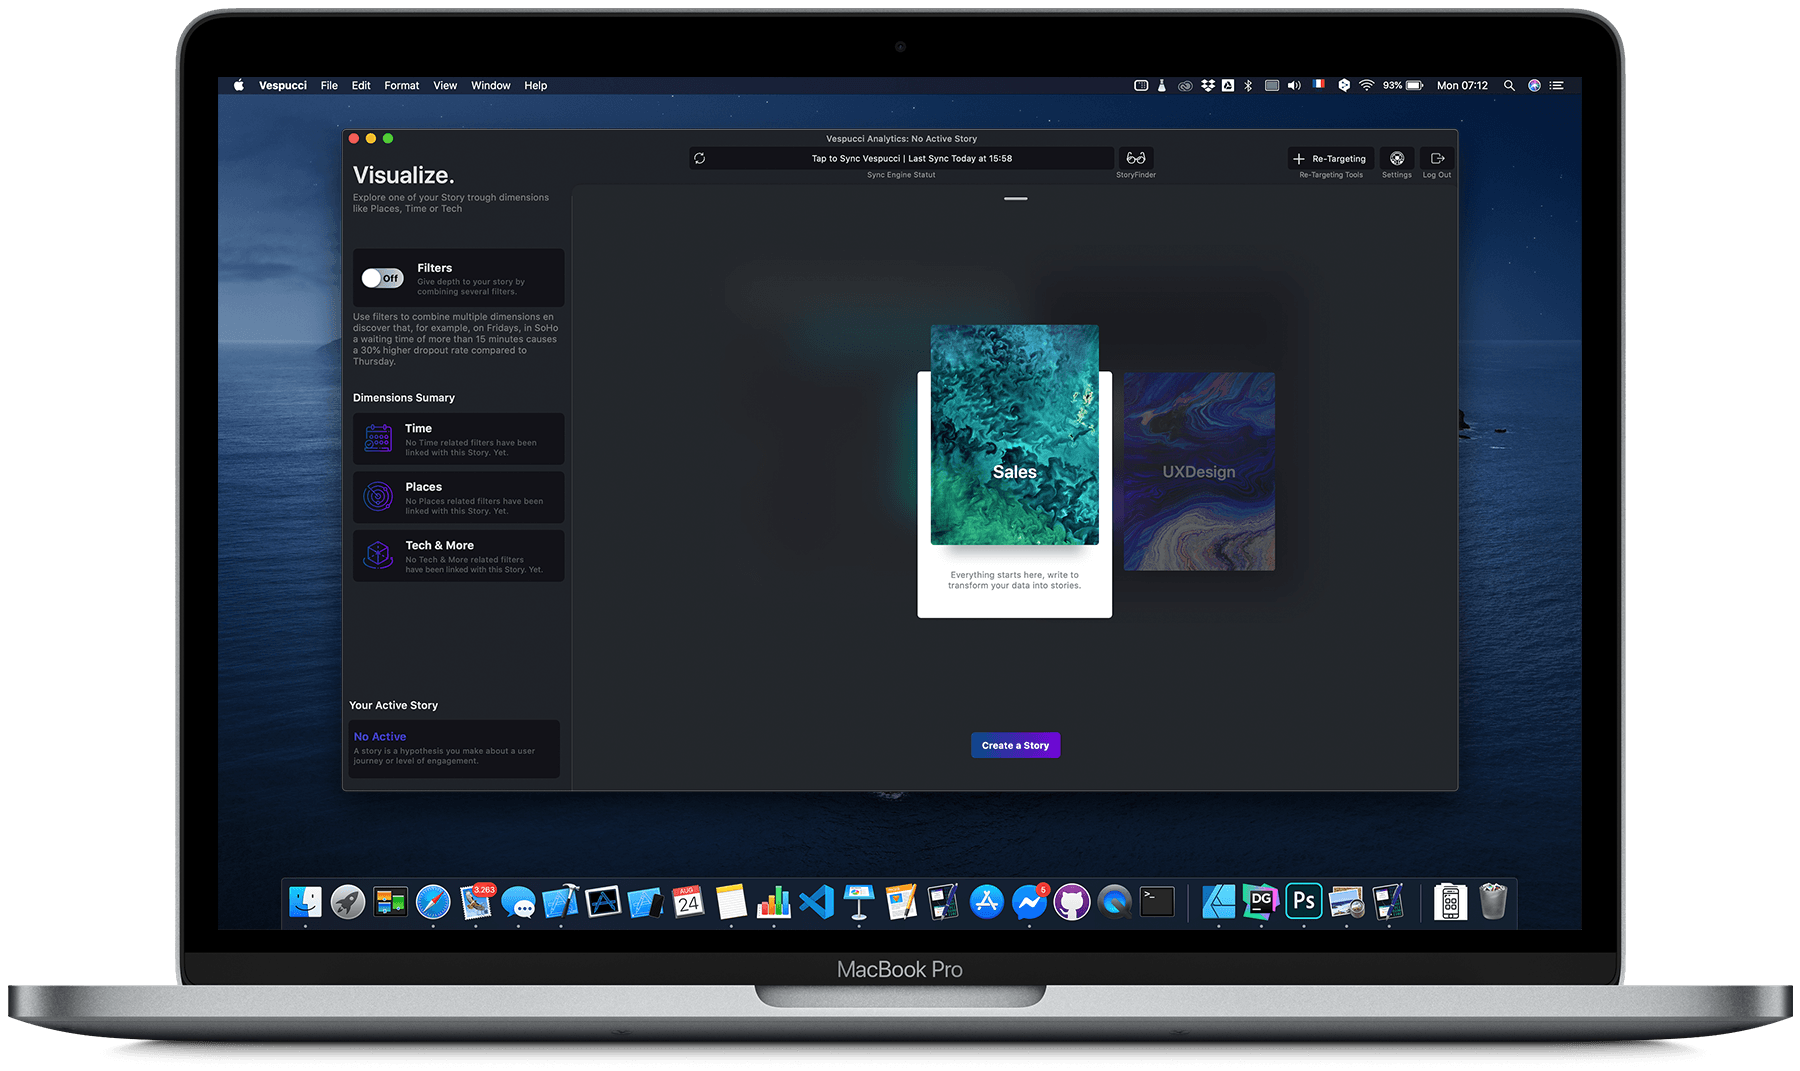 Vespucci File Edit Format View Window Help
93% Mon 07:12
Vespucci Analytics: No Active Story
Tap to Sync Vespucci | Last Sync Today at 15:58
Sync Engine Statut
StoryFinder
Re-Targeting
Re-Targeting Tools
Settings
Log Out
Visualize.
Explore one of your Story trough dimensions
like Places, Time or Tech
Off
Filters
Give depth to your story by
combining several filters.
Use filters to combine multiple dimensions en
discover that, for example, on Fridays, in SoHo
a waiting time of more than 15 minutes causes
a 30% higher dropout rate compared to
Thursday.
Dimensions Sumary
Time
No Time related filters have been
linked with this Story. Yet.
Places
No Places related filters have been
linked with this Story. Yet.
Tech & More
No Tech & More related filters
have been linked with this Story. Yet.
Your Active Story
No Active
A story is a hypothesis you make about a user
journey or level of engagement.
Sales
Everything starts here, write to
transform your data into stories.
UXDesign
Create a Story
3.263
AUG
24
5
DG
Ps
MacBook Pro